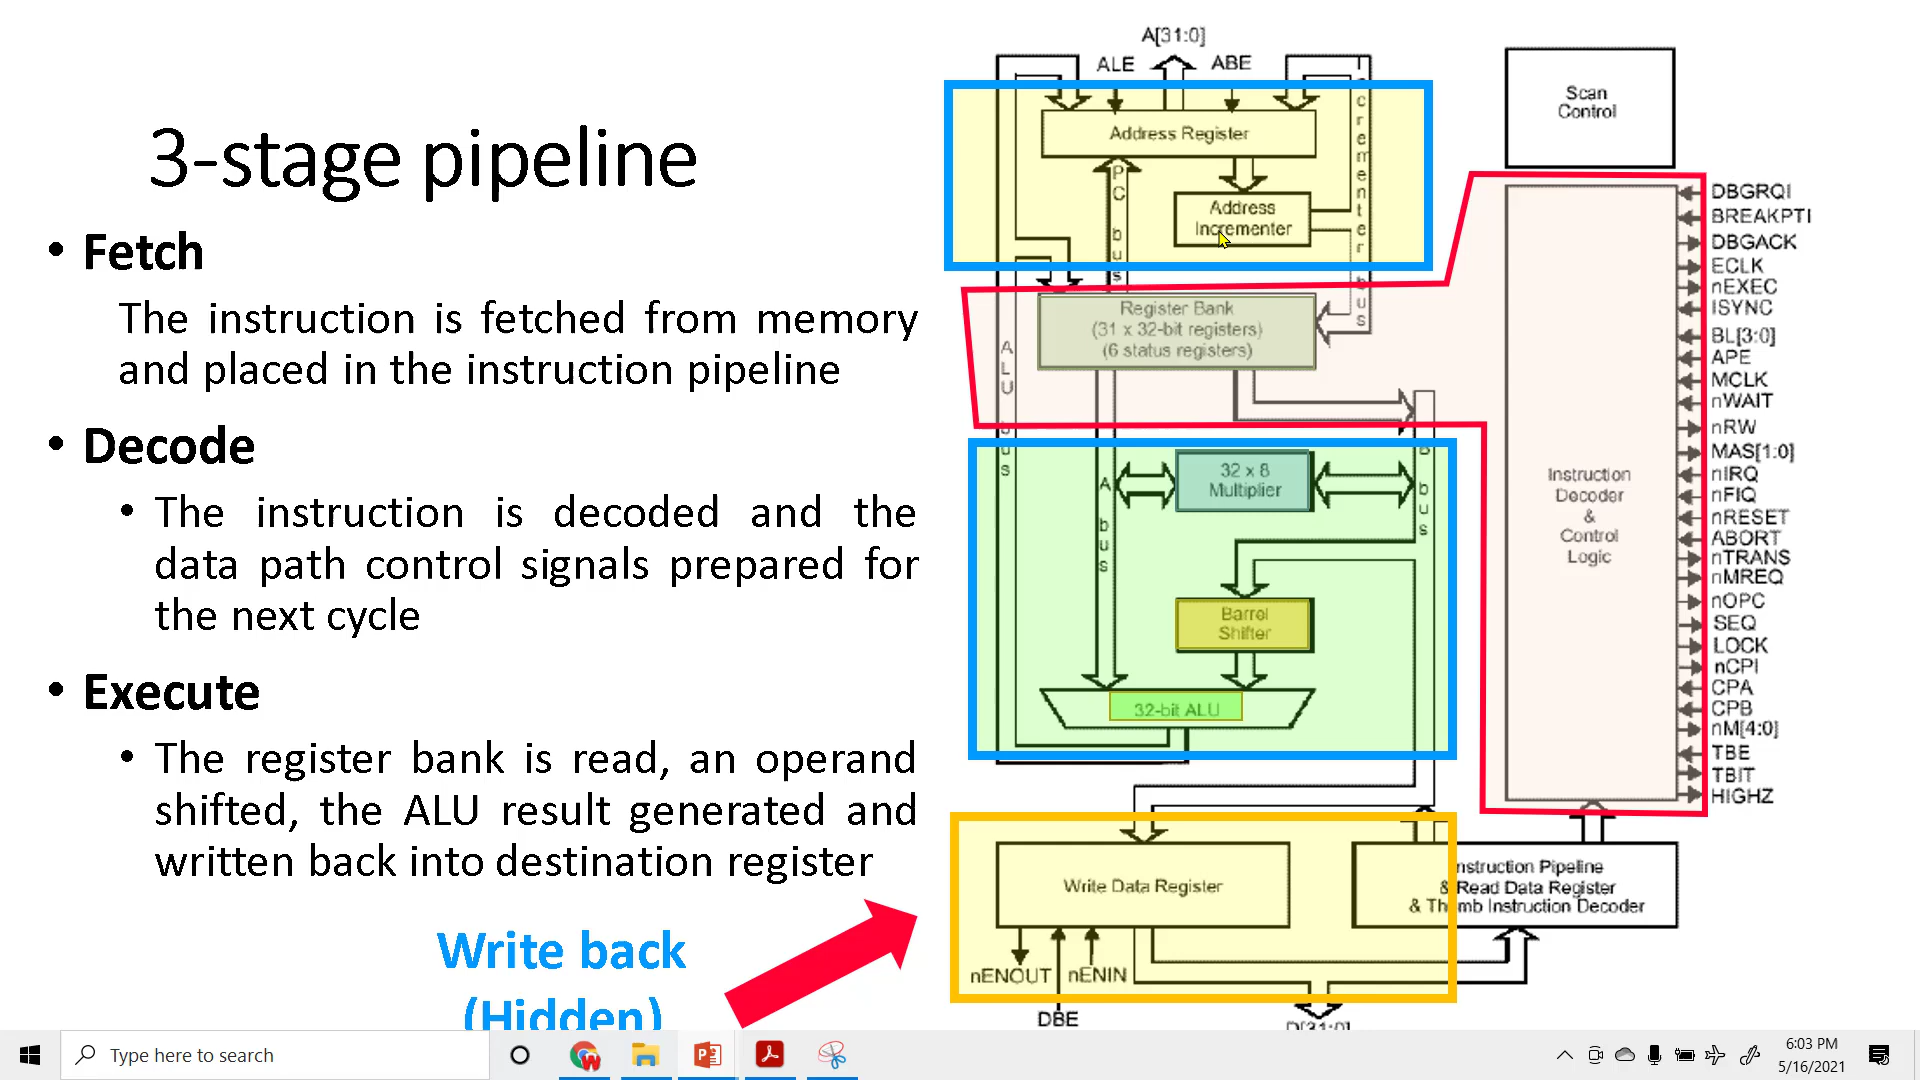 3-stage pipeline
• Fetch
The instruction is fetched from memory
and placed in the instruction pipeline
• Decode
• The instruction is decoded and the
data path control signals prepared for
the next cycle
• Execute
• The register bank is read, an operand
shifted, the ALU result generated and
written back into destination register
Write back
(Hidden)
A[31:0]
ALE
ABE
Address Register
PC bus
Address
Incrementer
Incrementer bus
Register Bank
(31 x 32-bit registers)
(6 status registers)
ALU bus
32 x 8
Multiplier
A bus
b bus
Barrel
Shifter
32-bit ALU
Write Data Register
nstruction Pipeline
& Read Data Register
& Thumb Instruction Decoder
nENOUT
nENIN
DBE
D[31:0]
Scan
Control
Instruction
Decoder
&
Control
Logic
DBGRQI
BREAKPTI
DBGACK
ECLK
nEXEC
ISYNC
BL[3:0]
APE
MCLK
nWAIT
nRW
MAS[1:0]
nIRQ
nFIQ
nRESET
ABORT
nTRANS
nMREQ
nOPC
SEQ
LOCK
nCPI
CPA
CPB
nM[4:0]
TBE
TBIT
HIGHZ
Type here to search
6:03 PM
5/16/2021